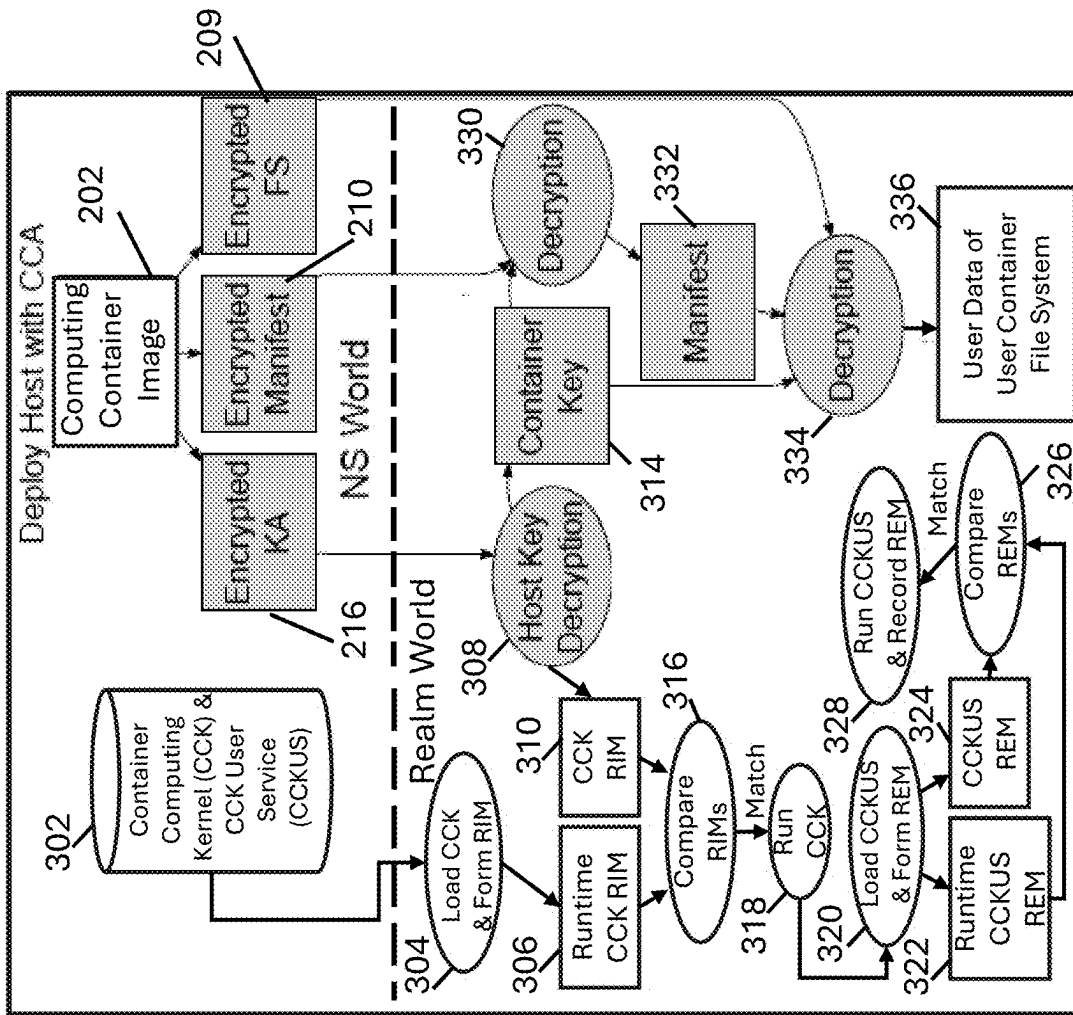 Deploy Host with CCA
302
Container
Computing
Kernel (CCK) &
CCK User
Service
(CCKUS)
216
Encrypted
KA
Computing
Container
Image
202
Encrypted
Manifest
210
Encrypted
FS
209
NS World
Realm World
304
Load CCK
& Form RIM
306
Runtime
CCK RIM
308
Host Key
Decryption
310
CCK
RIM
Compare
RIMs
316
Match
318
Run
CCK
314
Container
Key
330
Decryption
332
Manifest
334
Decryption
336
User Data of
User Container
File System
320
Load CCKUS
& Form REM
322
Runtime
CCKUS
REM
324
CCKUS
REM
326
Compare
REMs
Match
328
Run CCKUS
& Record REM